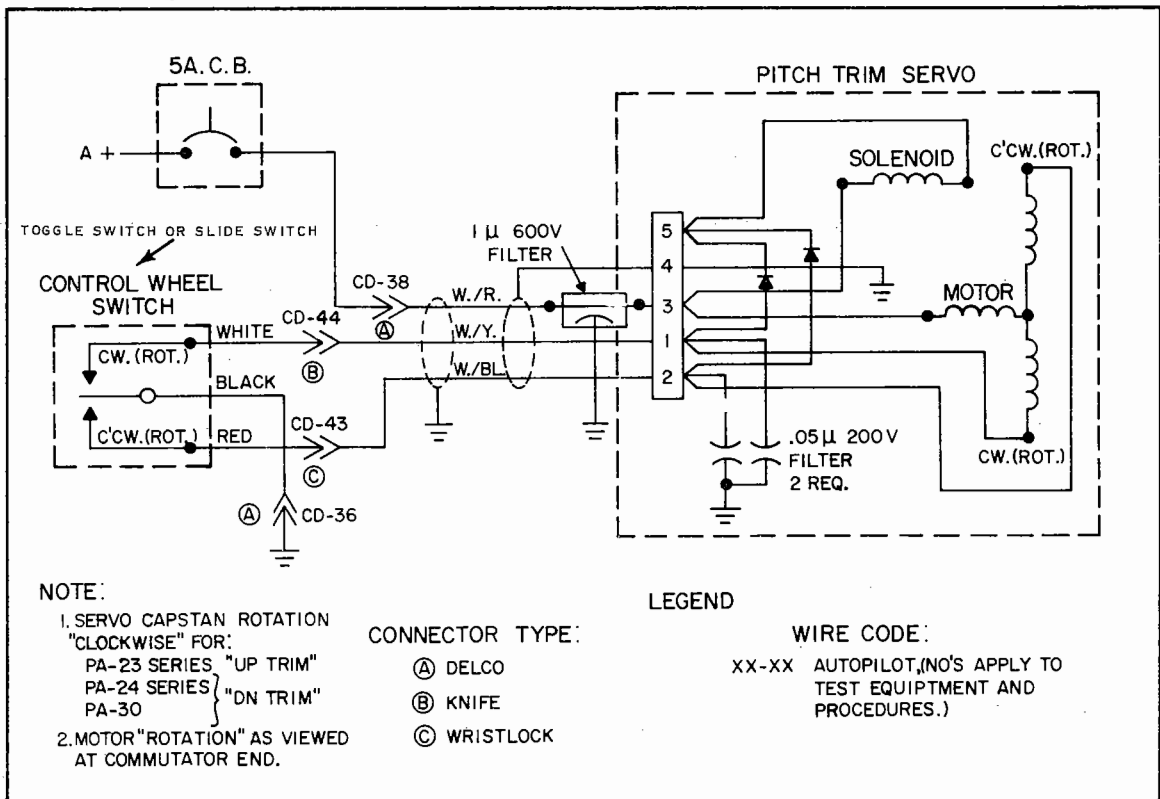 5A. C. B.
A +
TOGGLE SWITCH OR SLIDE SWITCH
CONTROL WHEEL
SWITCH
CW. (ROT.)
C'CW. (ROT.)
WHITE
BLACK
RED
CD-44
Ⓑ
CD-43
Ⓒ
Ⓐ CD-36
CD-38
Ⓐ
W./R.
W./Y.
W./BL.
1 µ 600V
FILTER
PITCH TRIM SERVO
5
4
3
1
2
SOLENOID
C'CW. (ROT.)
MOTOR
CW. (ROT.)
.05µ 200V
FILTER
2 REQ.
NOTE:
1. SERVO CAPSTAN ROTATION
"CLOCKWISE" FOR:
PA-23 SERIES "UP TRIM"
PA-24 SERIES
PA-30
"DN TRIM"
2. MOTOR "ROTATION" AS VIEWED
AT COMMUTATOR END.
CONNECTOR TYPE:
Ⓐ DELCO
Ⓑ KNIFE
Ⓒ WRISTLOCK
LEGEND
WIRE CODE:
XX-XX AUTOPILOT,(NO'S APPLY TO
TEST EQUIPTMENT AND
PROCEDURES.)